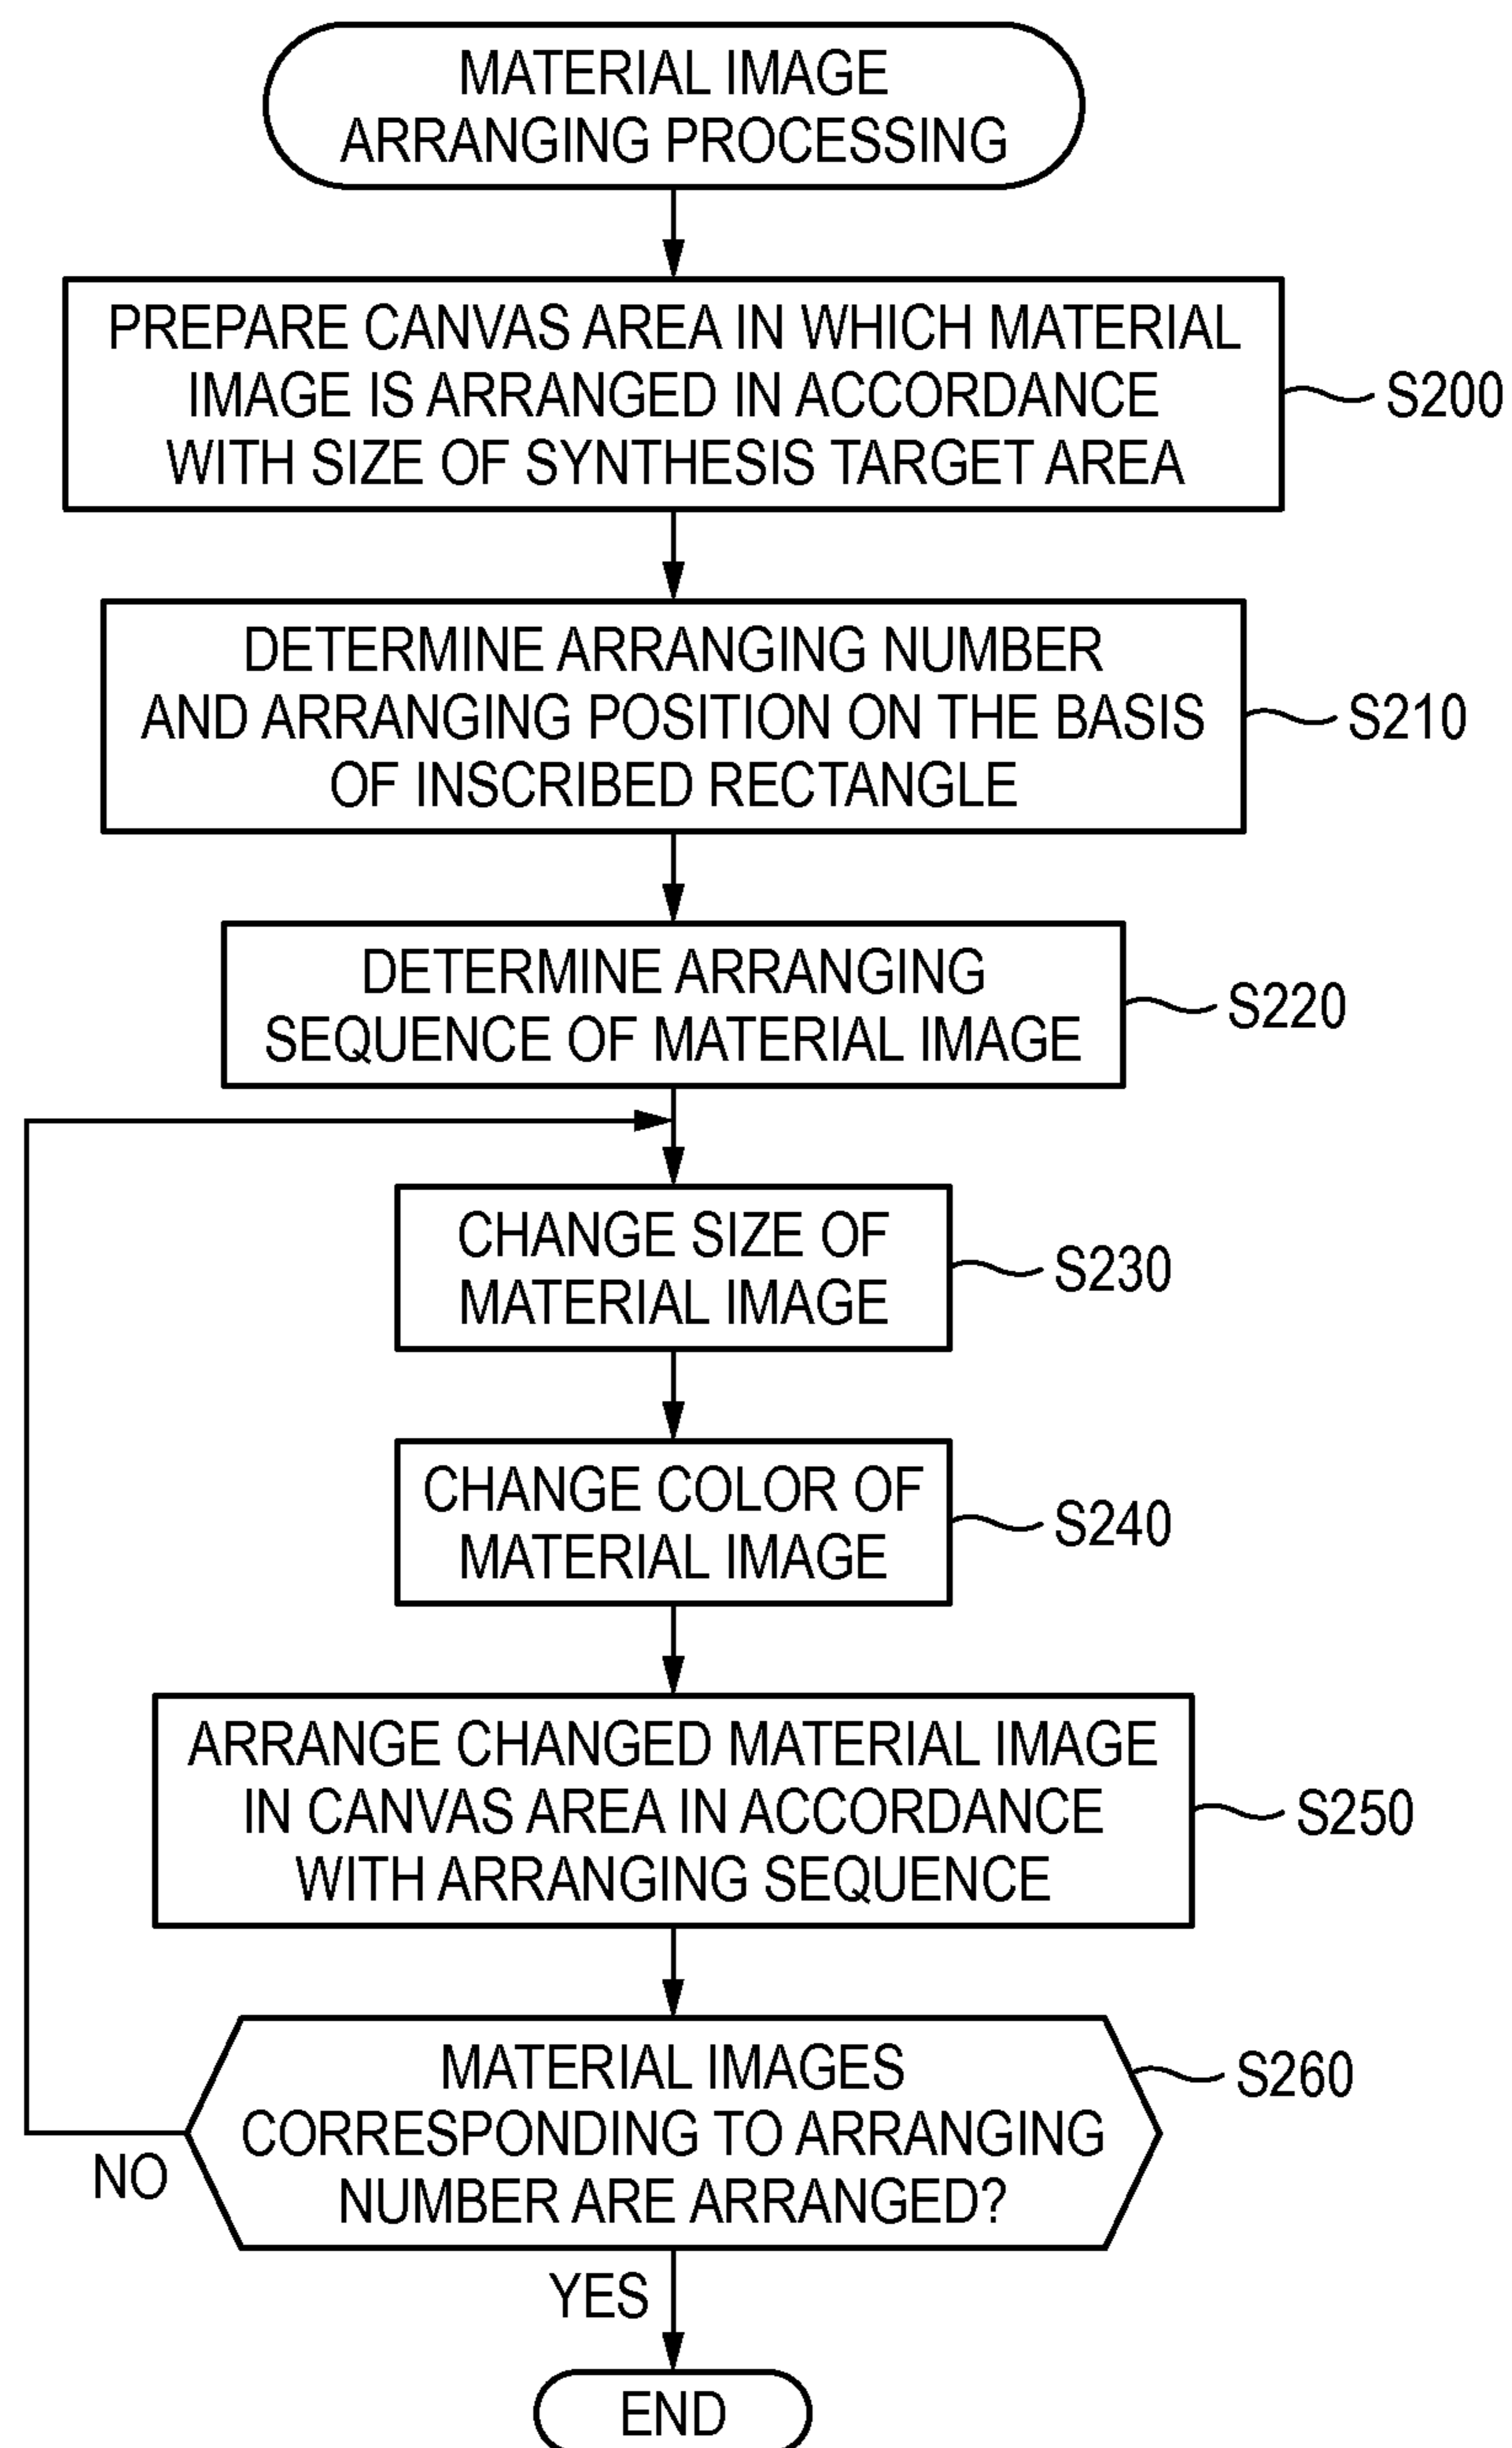 MATERIAL IMAGE
ARRANGING PROCESSING
PREPARE CANVAS AREA IN WHICH MATERIAL
IMAGE IS ARRANGED IN ACCORDANCE
WITH SIZE OF SYNTHESIS TARGET AREA
S200
DETERMINE ARRANGING NUMBER
AND ARRANGING POSITION ON THE BASIS
OF INSCRIBED RECTANGLE
S210
DETERMINE ARRANGING
SEQUENCE OF MATERIAL IMAGE
S220
CHANGE SIZE OF
MATERIAL IMAGE
S230
CHANGE COLOR OF
MATERIAL IMAGE
S240
ARRANGE CHANGED MATERIAL IMAGE
IN CANVAS AREA IN ACCORDANCE
WITH ARRANGING SEQUENCE
S250
MATERIAL IMAGES
CORRESPONDING TO ARRANGING
NUMBER ARE ARRANGED?
S260
NO
YES
END